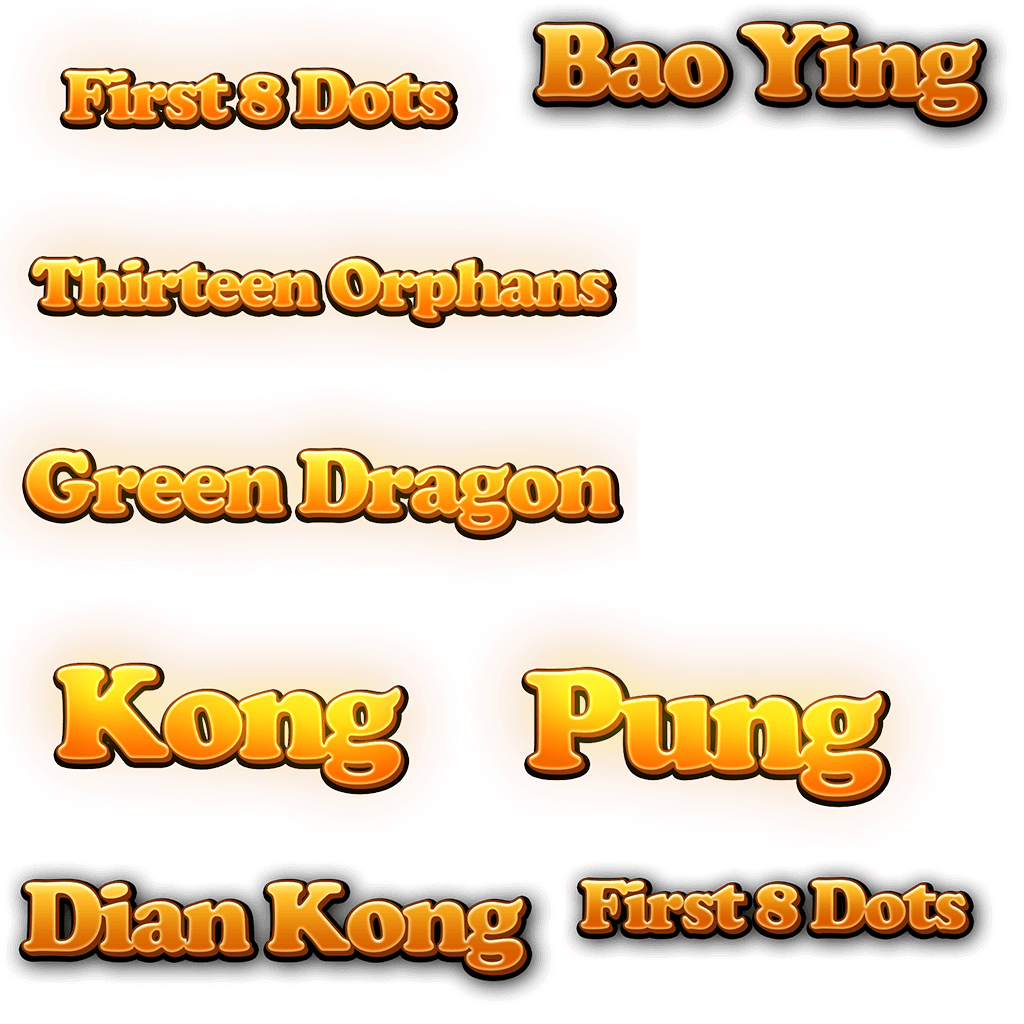 First 8 Dots
Bao Ying
Thirteen Orphans
Green Dragon
Kong
Pung
Dian Kong
First 8 Dots